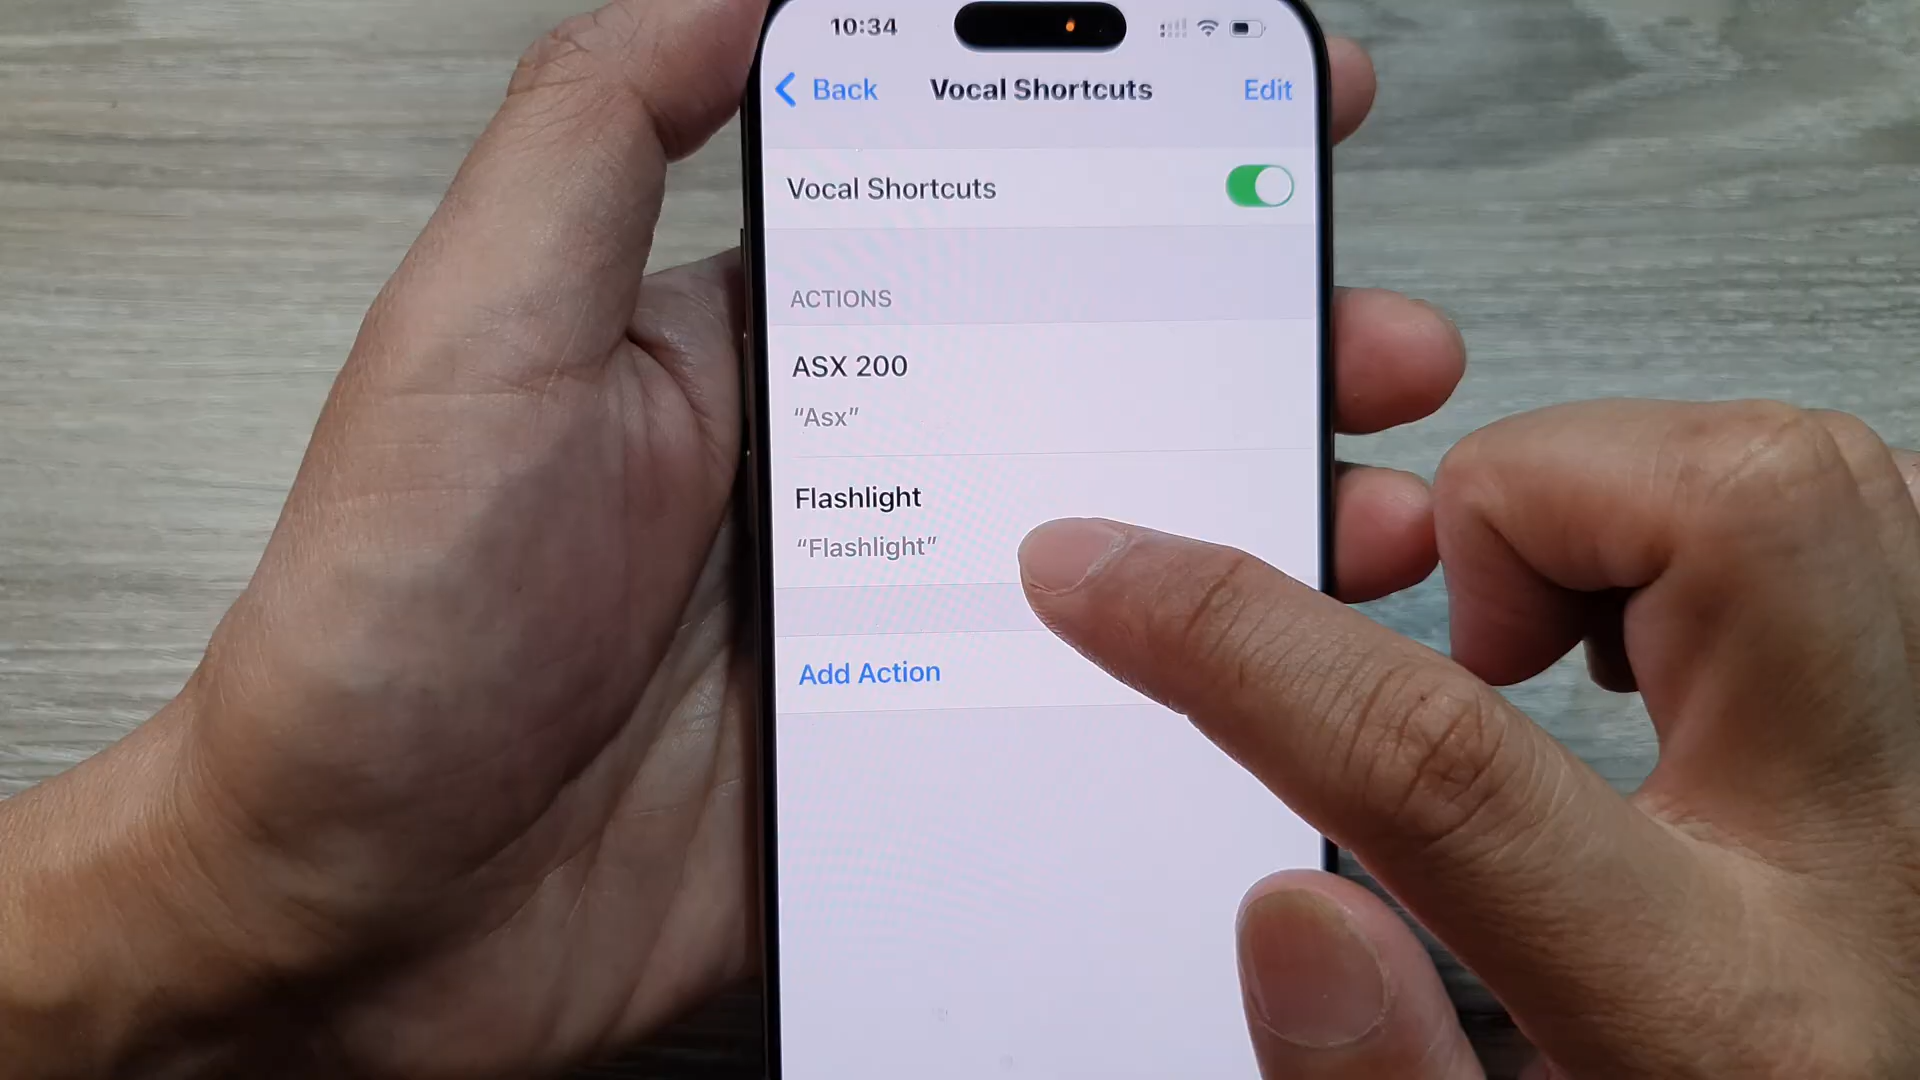 10:34
Back Vocal Shortcuts Edit
Vocal Shortcuts
ACTIONS
ASX 200
“Asx”
Flashlight
“Flashlight”
Add Action